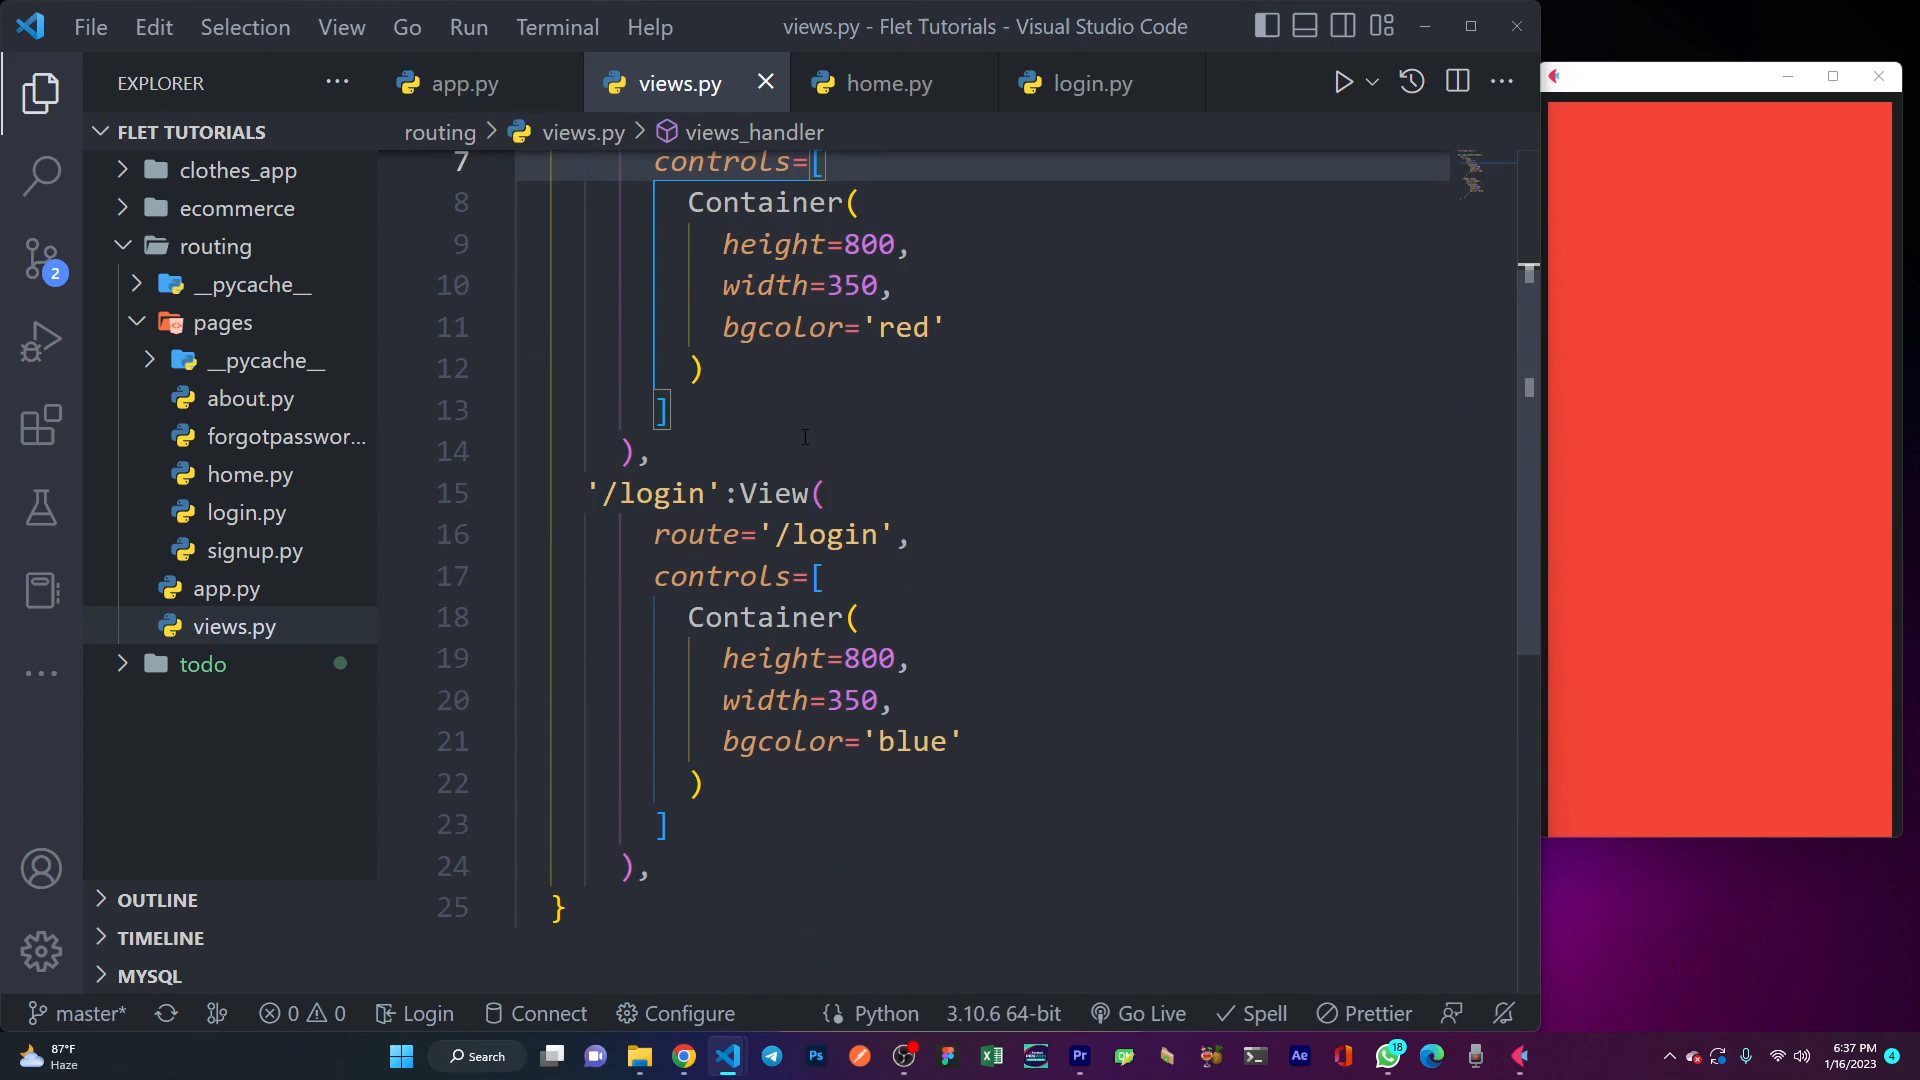 File Edit Selection View Go Run Terminal Help views.py - Flet Tutorials - Visual Studio Code
EXPLORER
app.py
views.py
home.py
login.py
FLET TUTORIALS
routing > views.py > views_handler
clothes_app
ecommerce
routing
__pycache__
pages
__pycache__
about.py
forgotpasswor...
home.py
login.py
signup.py
app.py
views.py
todo
OUTLINE
TIMELINE
MYSQL
7 controls=[
8 Container(
9 height=800,
10 width=350,
11 bgcolor='red'
12 )
13 ]
14 ),
15 '/login':View(
16 route='/login',
17 controls=[
18 Container(
19 height=800,
20 width=350,
21 bgcolor='blue'
22 )
23 ]
24 ),
25 }
2
master* 0 0 Login Connect Configure Python 3.10.6 64-bit Go Live Spell Prettier
87°F
Haze
Search
Ps
Pr
Ae
18
6:37 PM
1/16/2023
4